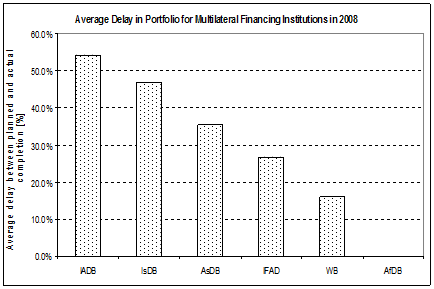 Average Delay in Portfolio for Multilateral Financing Institutions in 2008
Average delay between planned and actual
completion [%]
60.0%
50.0%
40.0%
30.0%
20.0%
10.0%
0.0%
IADB IsDB AsDB IFAD WB AfDB